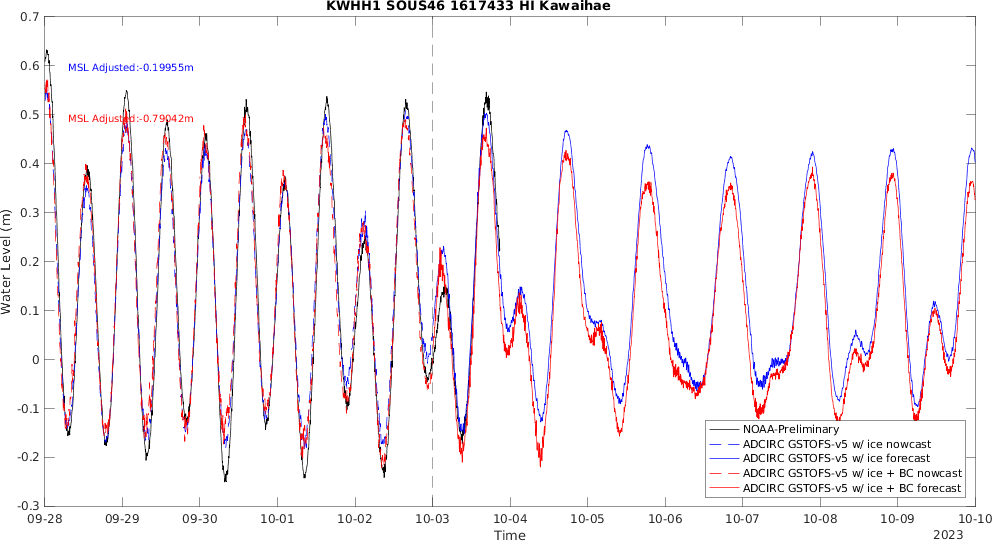 KWHH1 SOUS46 1617433 HI Kawaihae
0.7
0.6
0.5
0.4
0.3
0.2
0.1
0
-0.1
-0.2
-0.3
Water Level (m)
MSL Adjusted:-0.19955m
MSL Adjusted:-0.79042m
NOAA-Preliminary
ADCIRC GSTOFS-v5 w/ ice nowcast
ADCIRC GSTOFS-v5 w/ ice forecast
ADCIRC GSTOFS-v5 w/ ice + BC nowcast
ADCIRC GSTOFS-v5 w/ ice + BC forecast
09-28 09-29 09-30 10-01 10-02 10-03 10-04 10-05 10-06 10-07 10-08 10-09 10-10
Time
2023